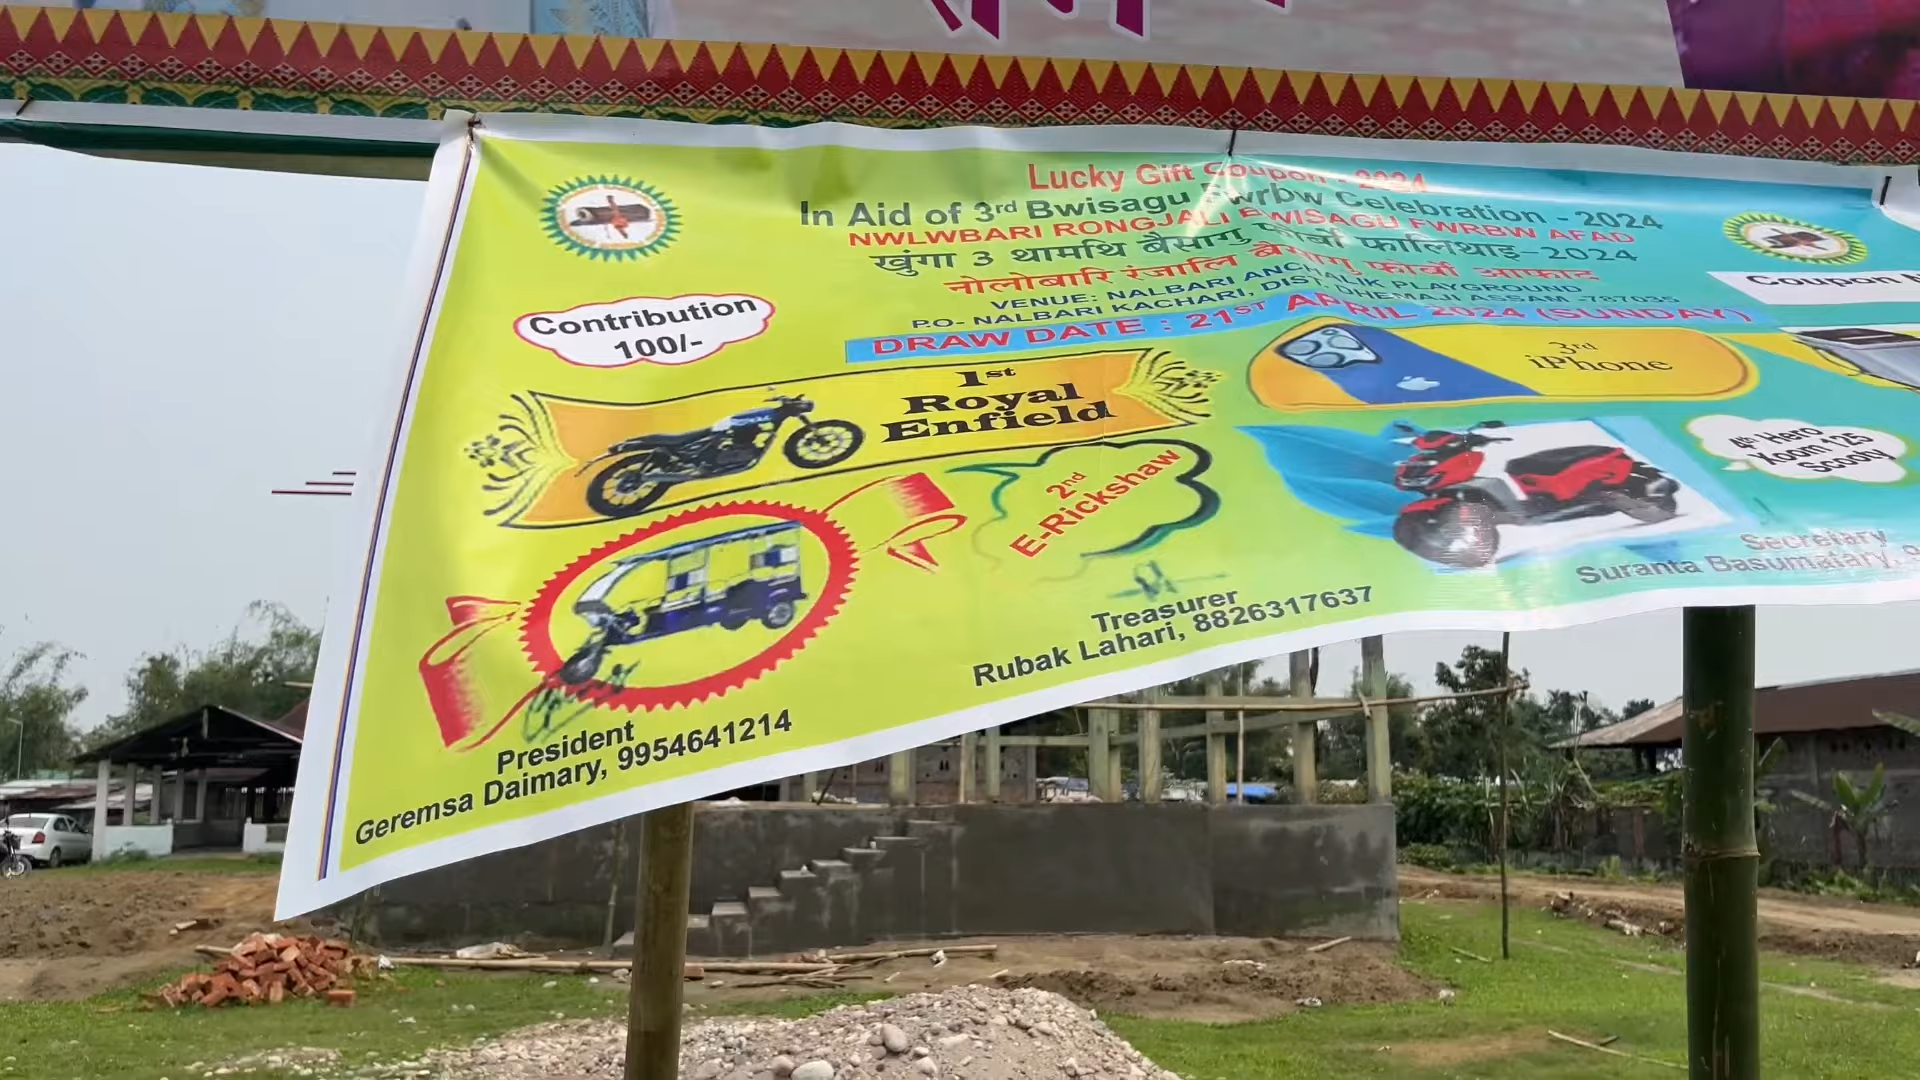 Lucky Gift Coupon - 2024
In Aid of 3rd Bwisagu Fwrbw Celebration - 2024
NWLWBARI RONGJALI BWISAGU FWRBW AFAD
खुंगा 3 थामथि बैसागु फोर्बो फालिथाइ-2024
नोलोबारि रंजालि बैसागु फोर्बो आफाद
VENUE: NALBARI ANCHALIK PLAYGROUND
P.O- NALBARI KACHARI, DIST. DHEMAJI ASSAM -787035
DRAW DATE : 21ST APRIL 2024 (SUNDAY)
Contribution
100/-
Coupon
1st
Royal
Enfield
2nd
E-Rickshaw
3rd
iPhone
4th Hero
Xoom 125
Scooty
President
Geremsa Daimary, 9954641214
Treasurer
Rubak Lahari, 8826317637
Secretary
Suranta Basumatary,